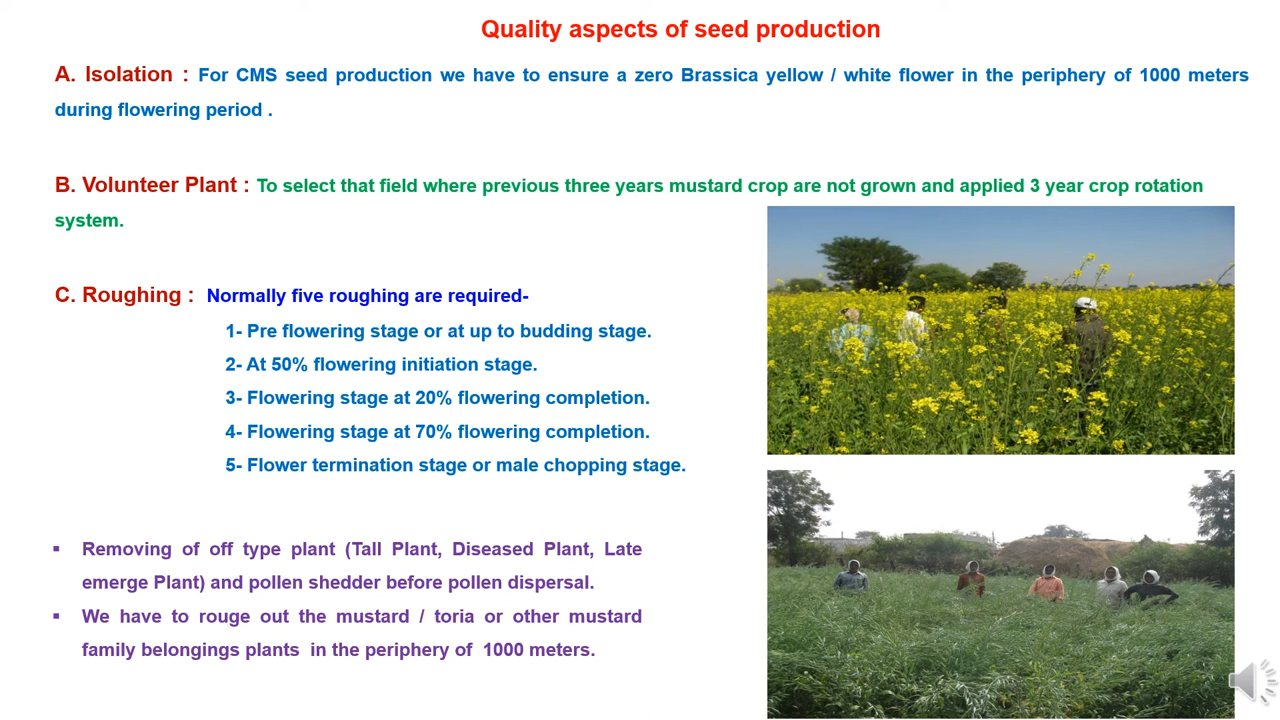 Quality aspects of seed production
A. Isolation : For CMS seed production we have to ensure a zero Brassica yellow / white flower in the periphery of 1000 meters
during flowering period .
B. Volunteer Plant : To select that field where previous three years mustard crop are not grown and applied 3 year crop rotation
system.
C. Roughing : Normally five roughing are required-
1- Pre flowering stage or at up to budding stage.
2- At 50% flowering initiation stage.
3- Flowering stage at 20% flowering completion.
4- Flowering stage at 70% flowering completion.
5- Flower termination stage or male chopping stage.
▪ Removing of off type plant (Tall Plant, Diseased Plant, Late
emerge Plant) and pollen shedder before pollen dispersal.
▪ We have to rouge out the mustard / toria or other mustard
family belongings plants in the periphery of 1000 meters.